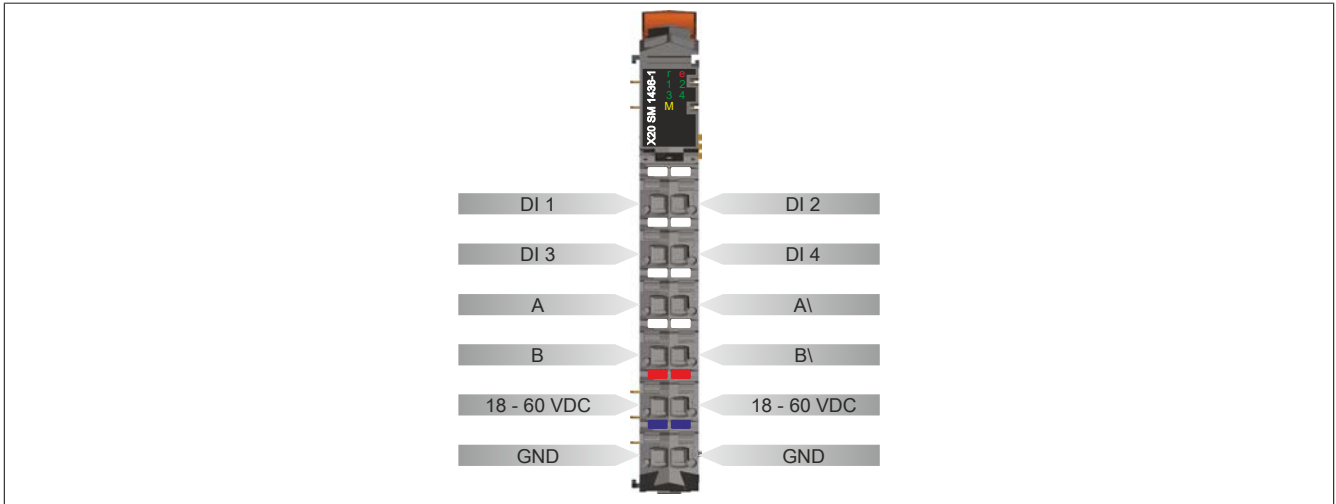 X20 SM 1436-1
r e
1 2
3 4
M
DI 1 DI 2
DI 3 DI 4
A A\
B B\
18 - 60 VDC 18 - 60 VDC
GND GND